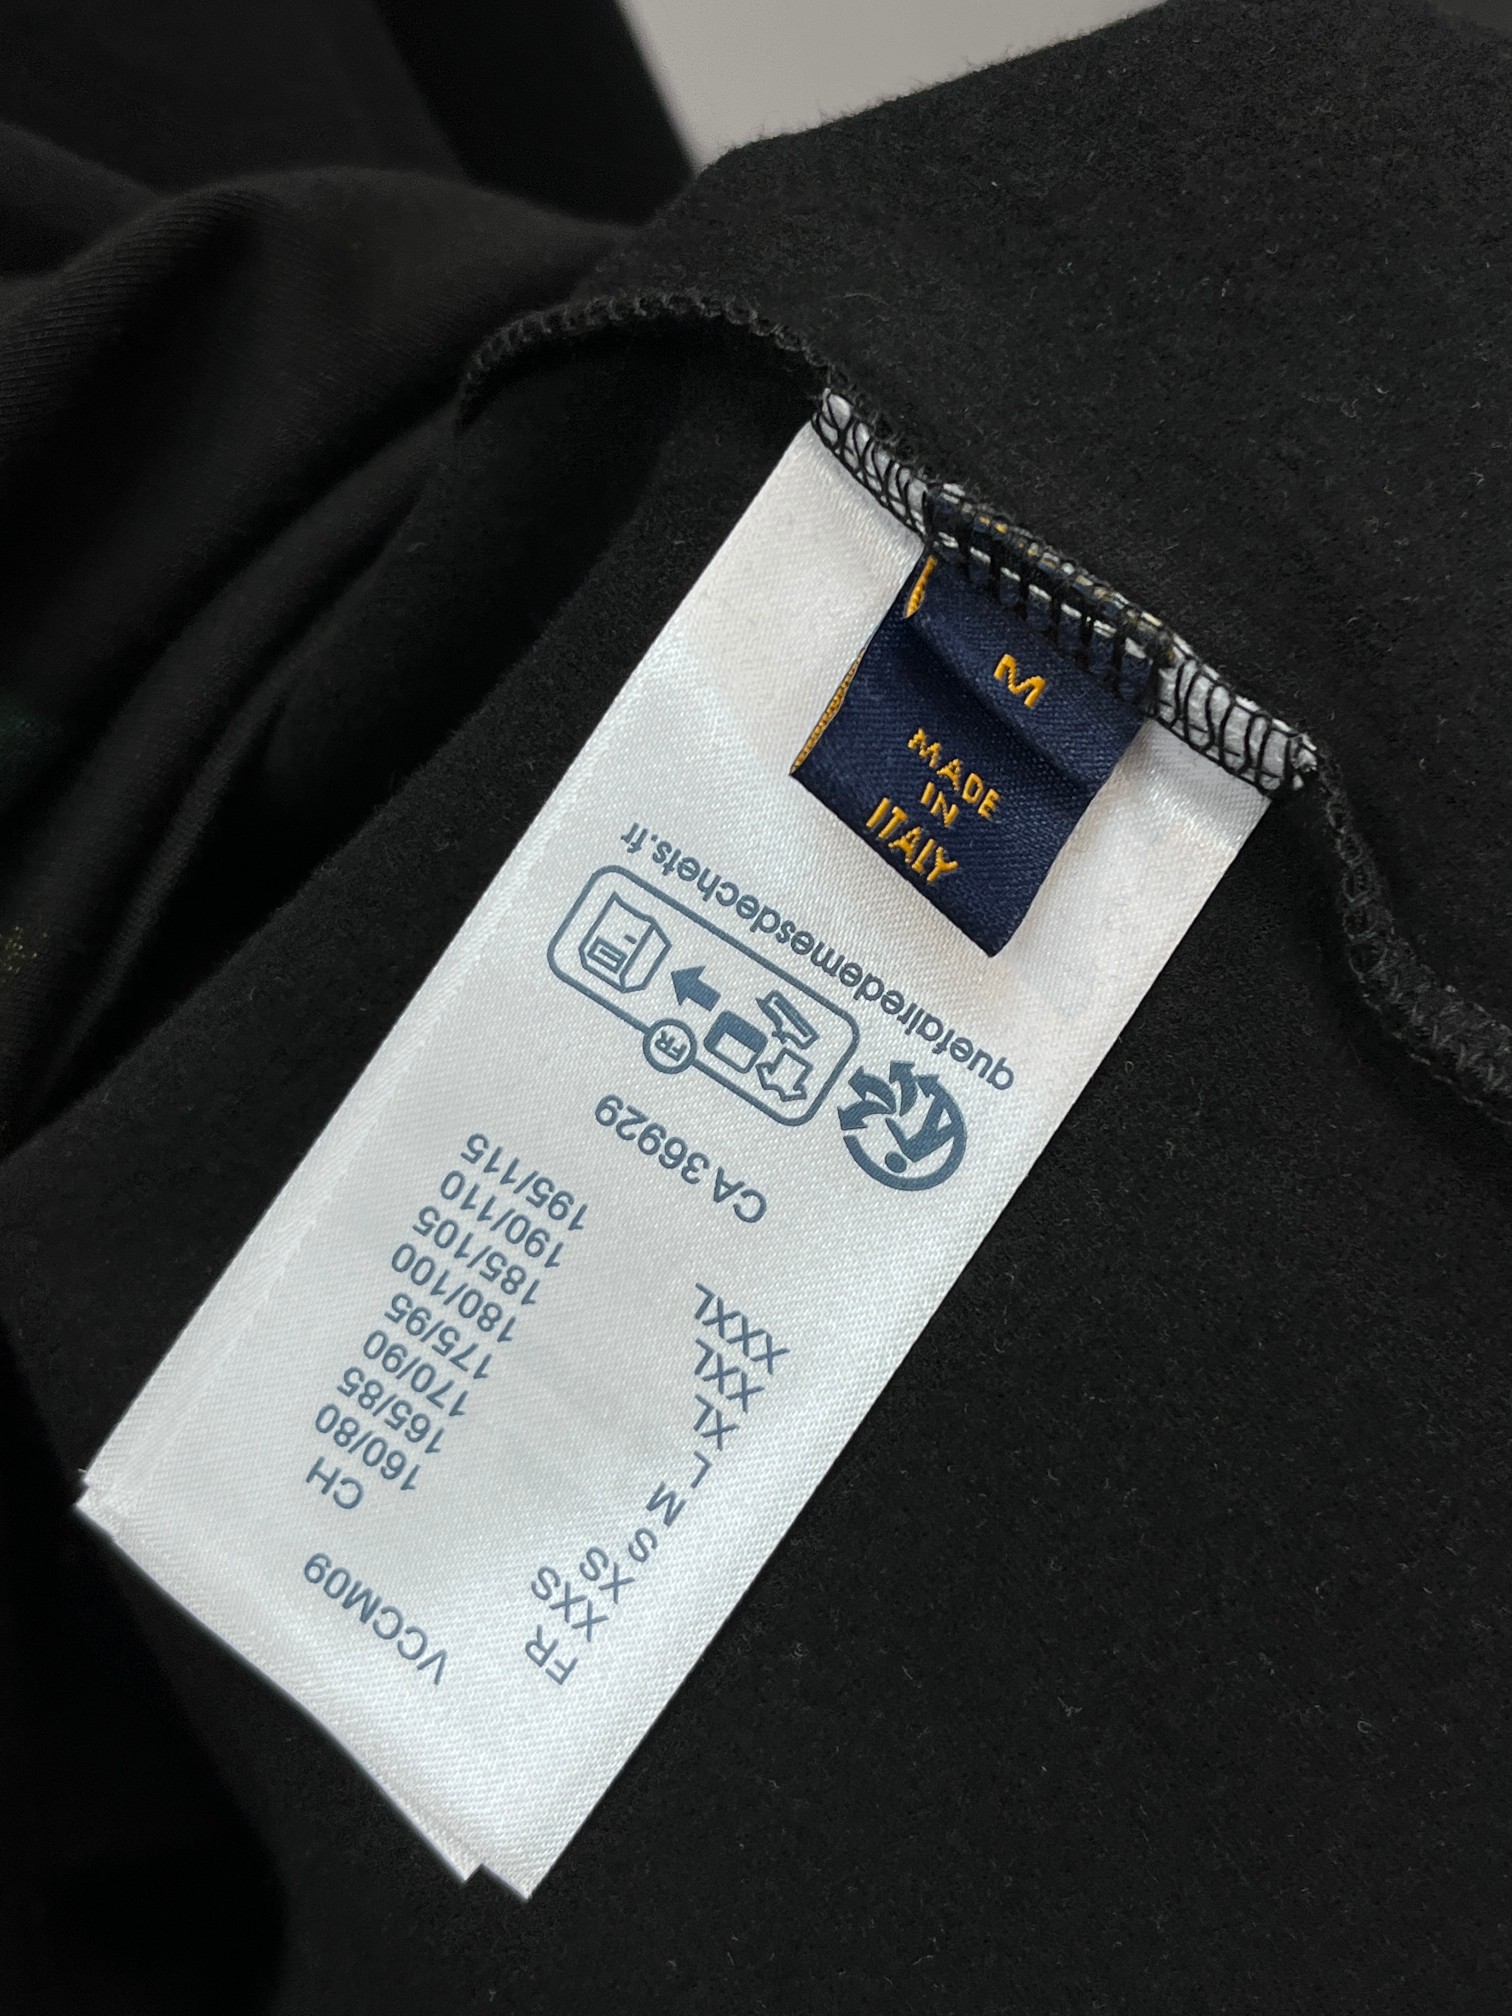 M
MADE
IN
ITALY
VCCM09
FR CH
XXS 160/80
XS 165/85
S 170/90
M 175/95
L 180/100
XL 185/105
XXL 190/110
XXXL 195/115
CA 36929
FR
quefairedemesdechets.fr